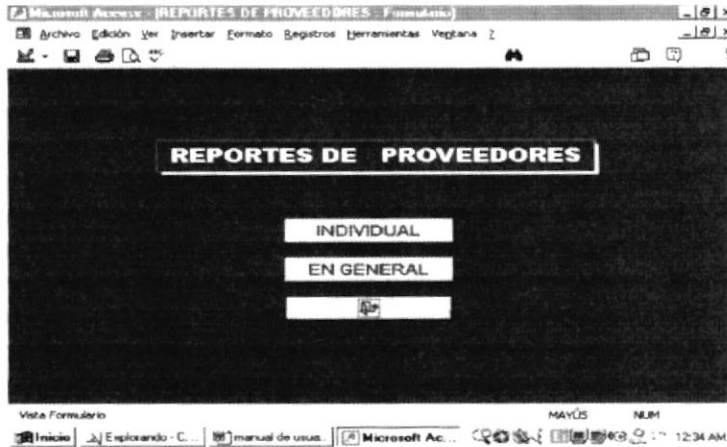 Microsoft Access - [REPORTES DE PROVEEDORES : Formulario]
Archivo Edición Ver Insertar Formato Registros Herramientas Ventana ?
REPORTES DE PROVEEDORES
INDIVIDUAL
EN GENERAL
Vista Formulario MAYÚS NUM
Inicio Explorando - C... manual de usua... Microsoft Ac... 12:34 AM